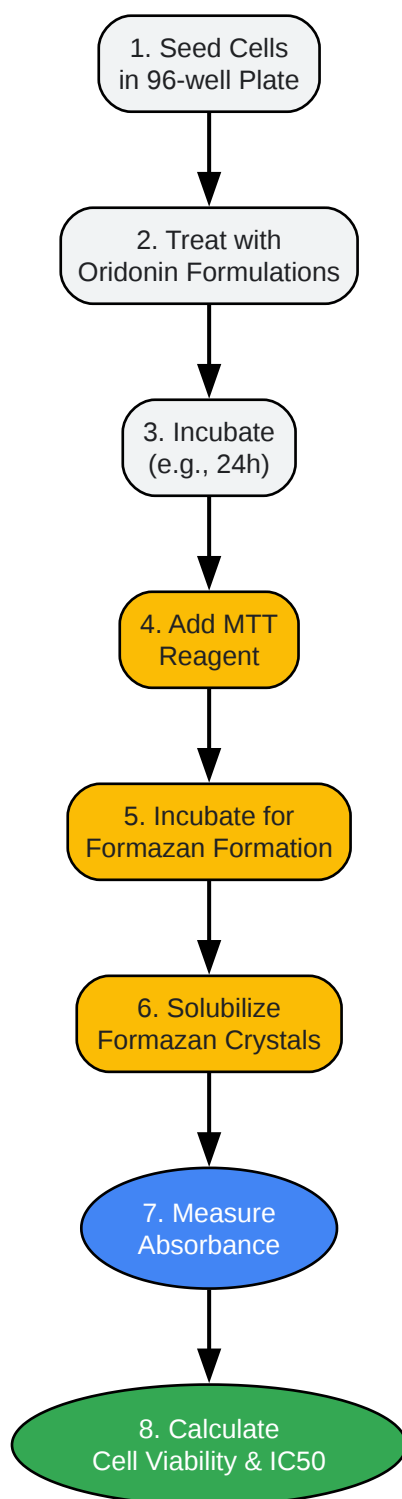 1. Seed Cells
in 96-well Plate
2. Treat with
Oridonin Formulations
3. Incubate
(e.g., 24h)
4. Add MTT
Reagent
5. Incubate for
Formazan Formation
6. Solubilize
Formazan Crystals
7. Measure
Absorbance
8. Calculate
Cell Viability & IC50